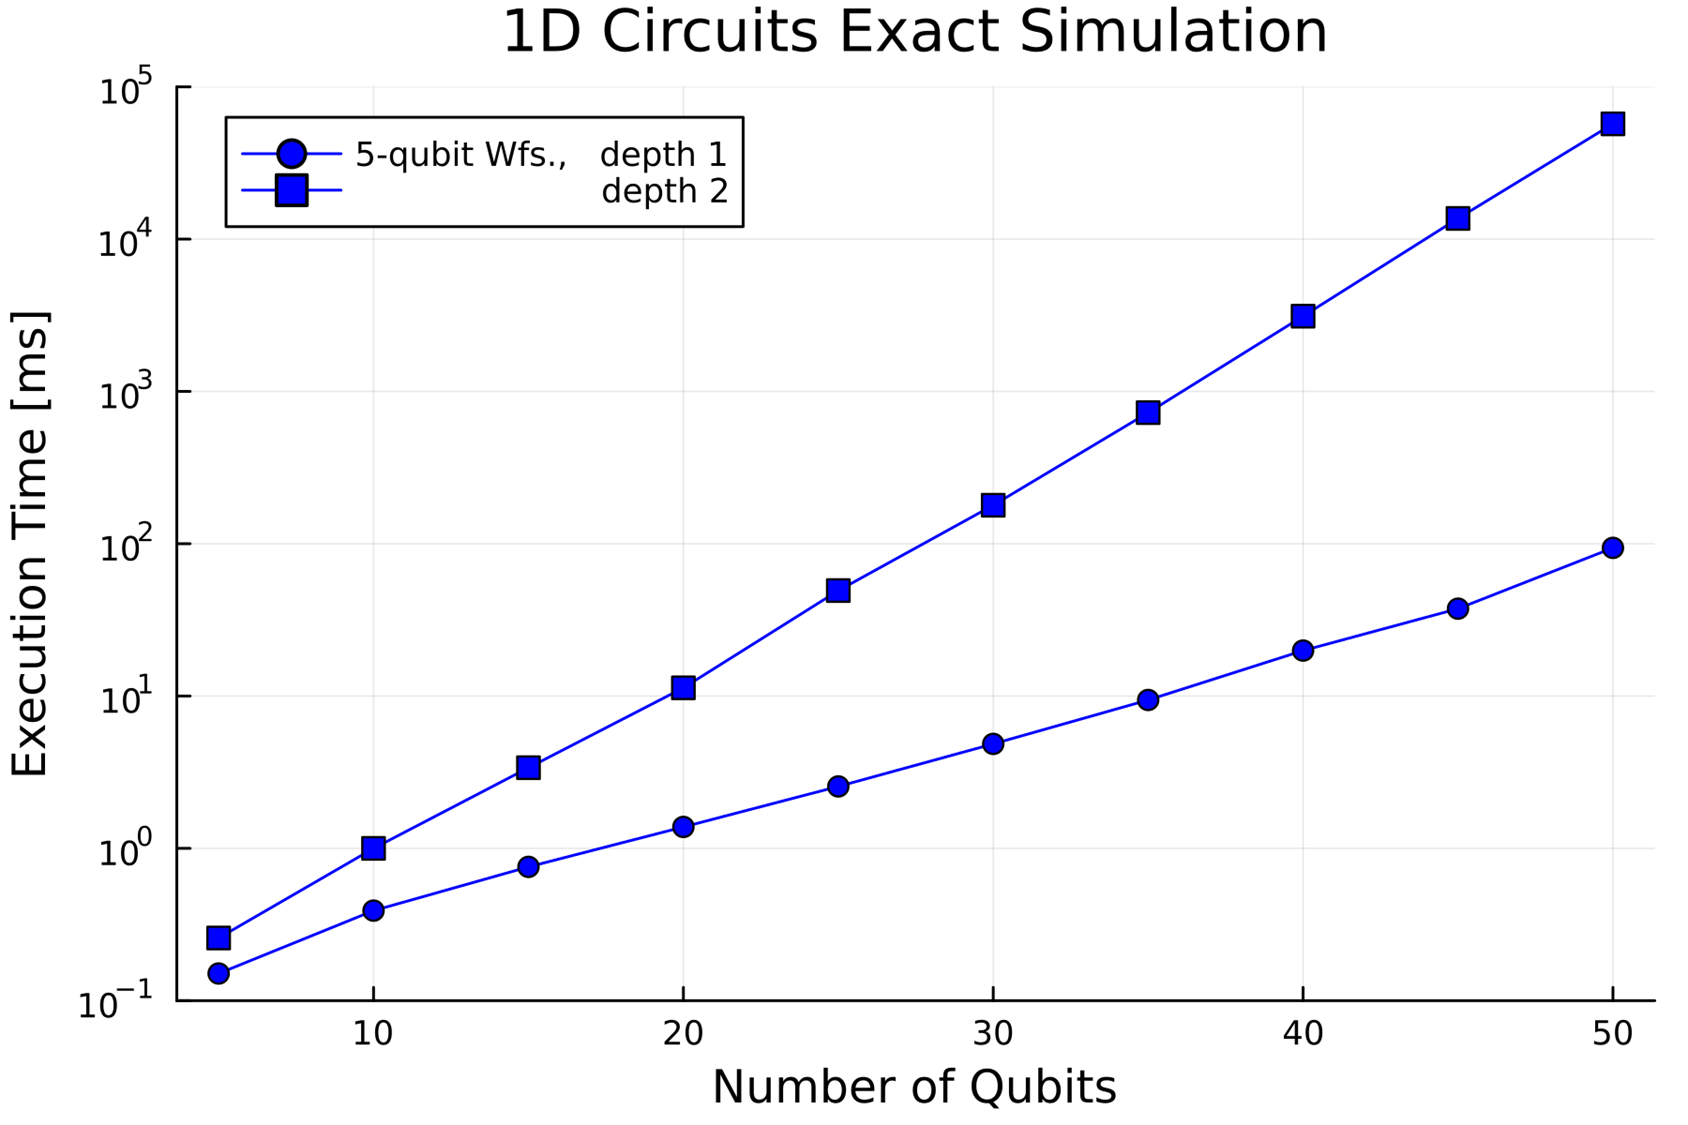 1D Circuits Exact Simulation
10^5
10^4
10^3
10^2
10^1
10^0
10^−1
5-qubit Wfs., depth 1
depth 2
Execution Time [ms]
10 20 30 40 50
Number of Qubits